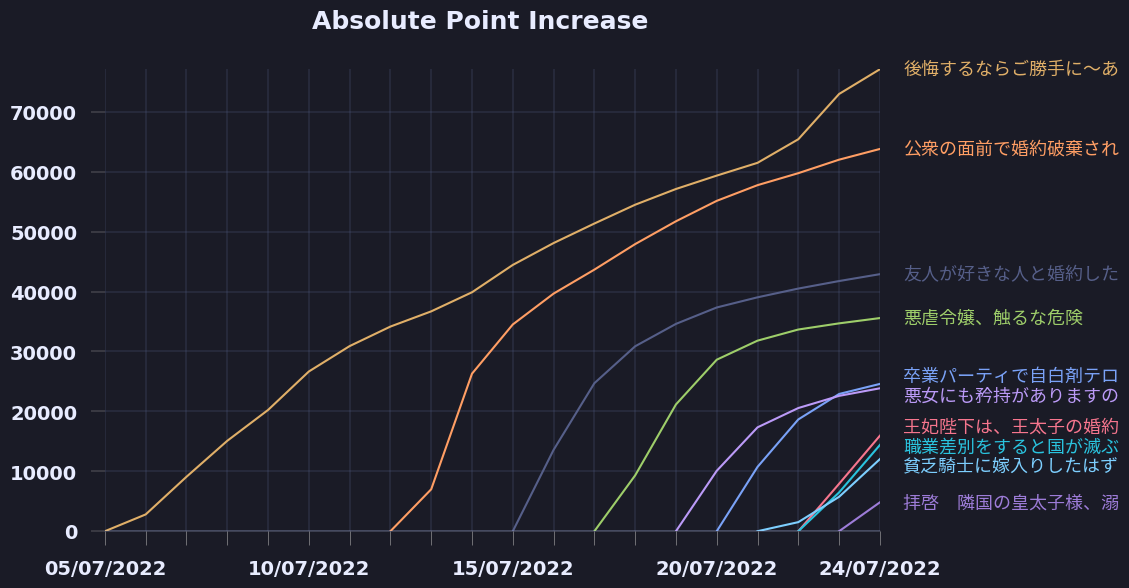 Absolute Point Increase
後悔するならご勝手に～あ
70000
公衆の面前で婚約破棄され
60000
50000
友人が好きな人と婚約した
40000
悪虐令嬢、触るな危険
30000
卒業パーティで自白剤テロ
悪女にも矜持がありますの
20000
王妃陛下は、王太子の婚約
職業差別をすると国が滅ぶ
貧乏騎士に嫁入りしたはず
10000
拝啓　隣国の皇太子様、溺
0
05/07/2022 10/07/2022 15/07/2022 20/07/2022 24/07/2022